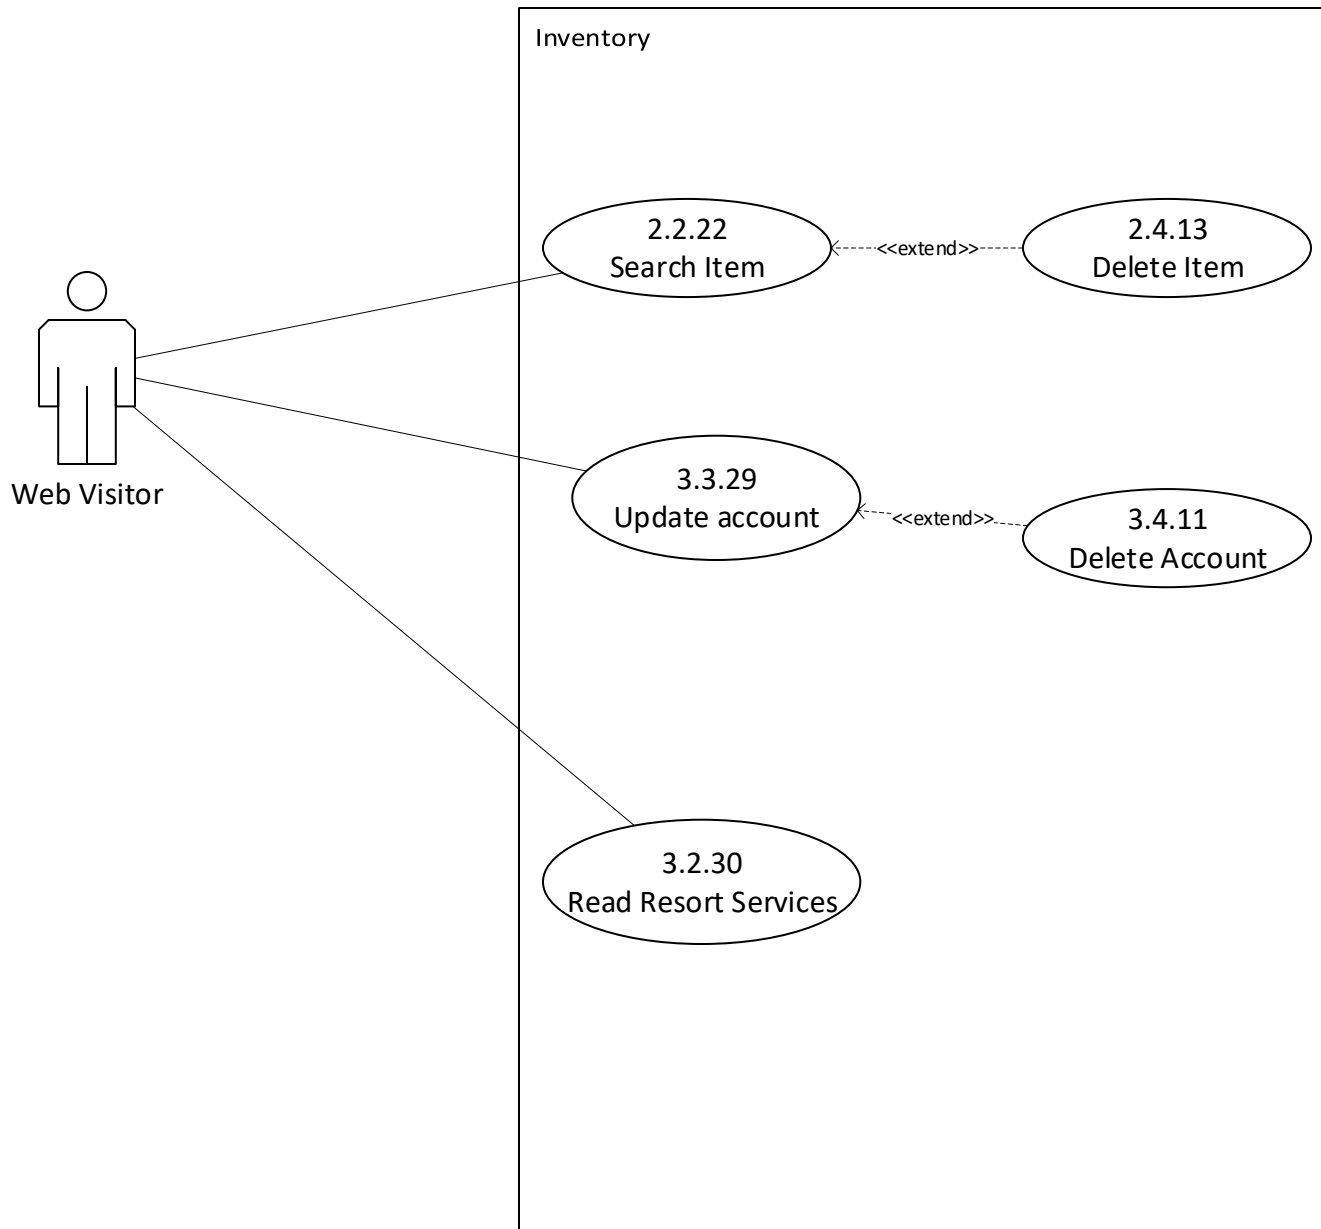 Inventory
2.2.22
Search Item
<<extend>>
2.4.13
Delete Item
Web Visitor
3.3.29
Update account
<<extend>>
3.4.11
Delete Account
3.2.30
Read Resort Services